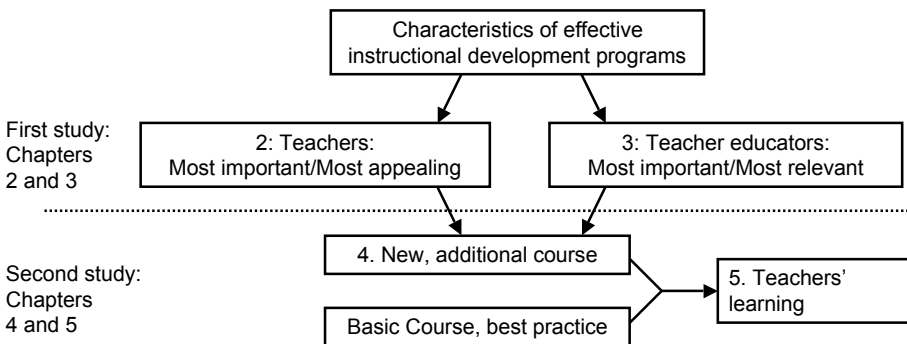 Characteristics of effective
instructional development programs
First study:
Chapters
2 and 3
2: Teachers:
Most important/Most appealing
3: Teacher educators:
Most important/Most relevant
Second study:
Chapters
4 and 5
4. New, additional course
Basic Course, best practice
5. Teachers’
learning